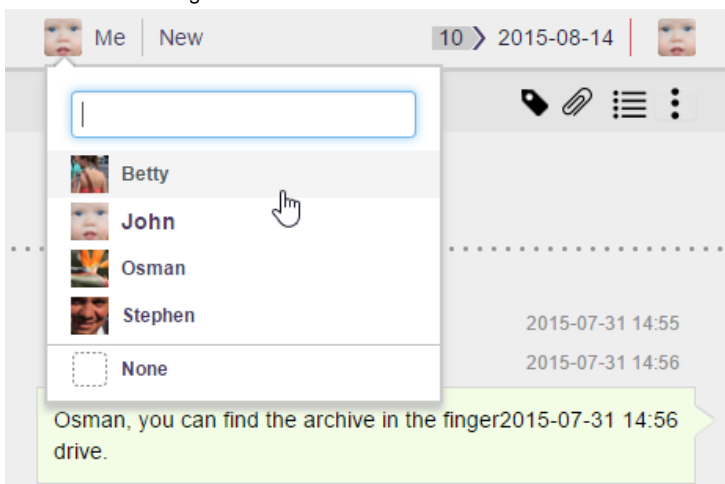 Me New 10 2015-08-14
Betty
John
Osman
Stephen
2015-07-31 14:55
2015-07-31 14:56
None
Osman, you can find the archive in the finger2015-07-31 14:56
drive.